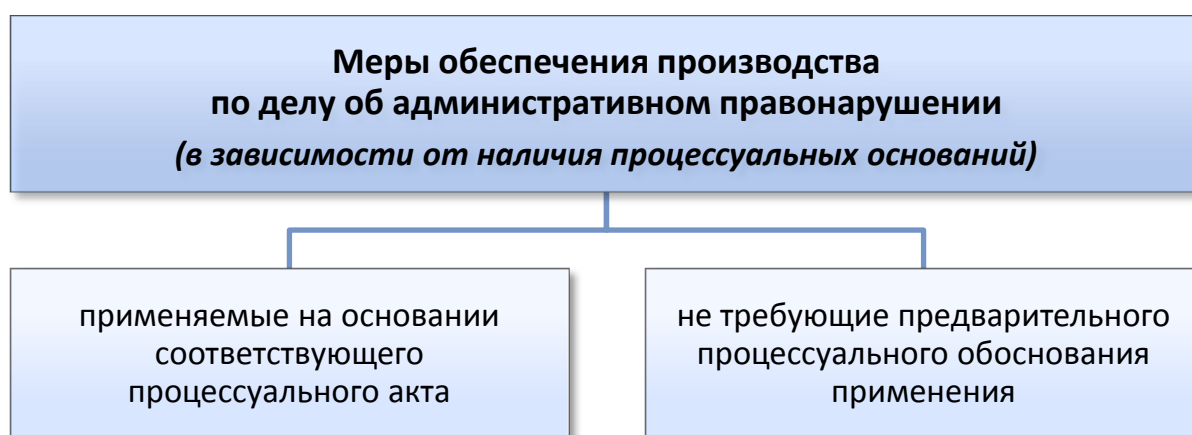 Меры обеспечения производства
по делу об административном правонарушении
(в зависимости от наличия процессуальных оснований)
применяемые на основании
соответствующего
процессуального акта
не требующие предварительного
процессуального обоснования
применения